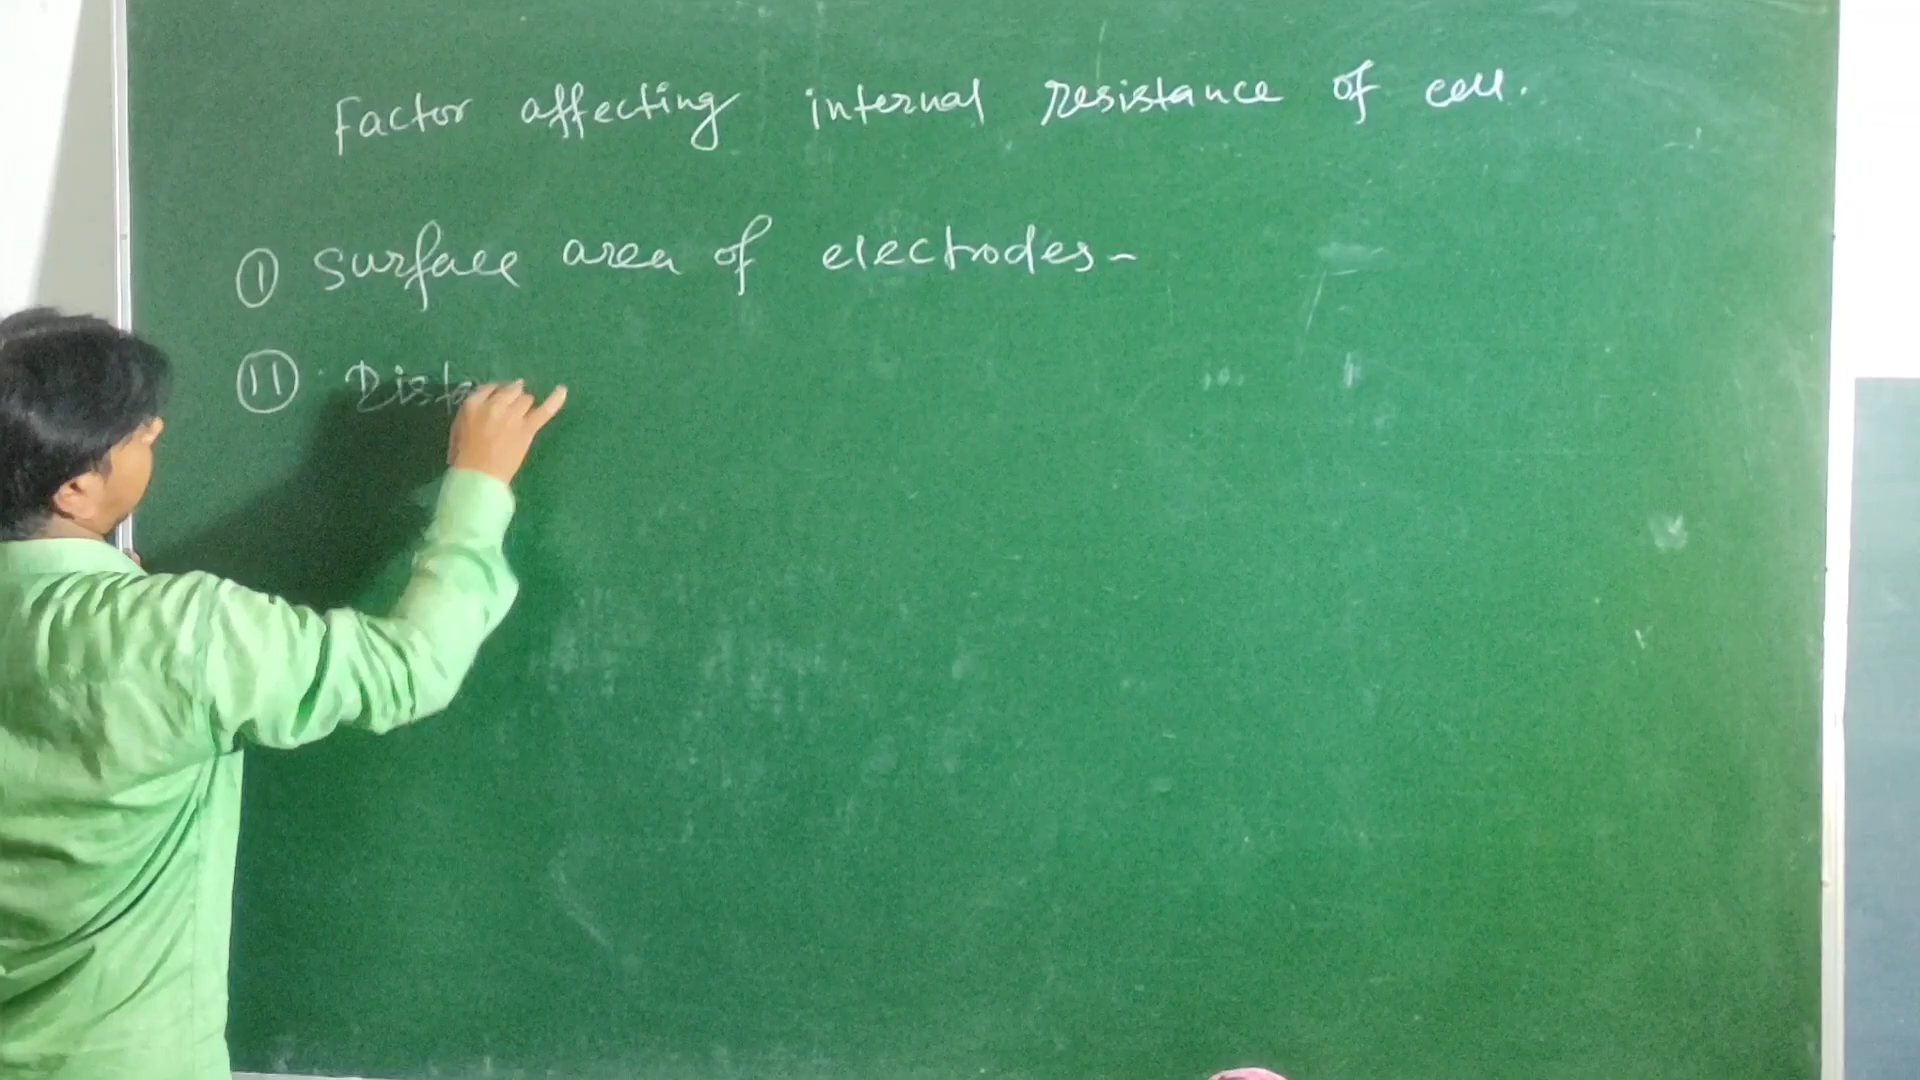 Factor affecting internal resistance of cell.
① Surface area of electrodes -
⑪ Dista